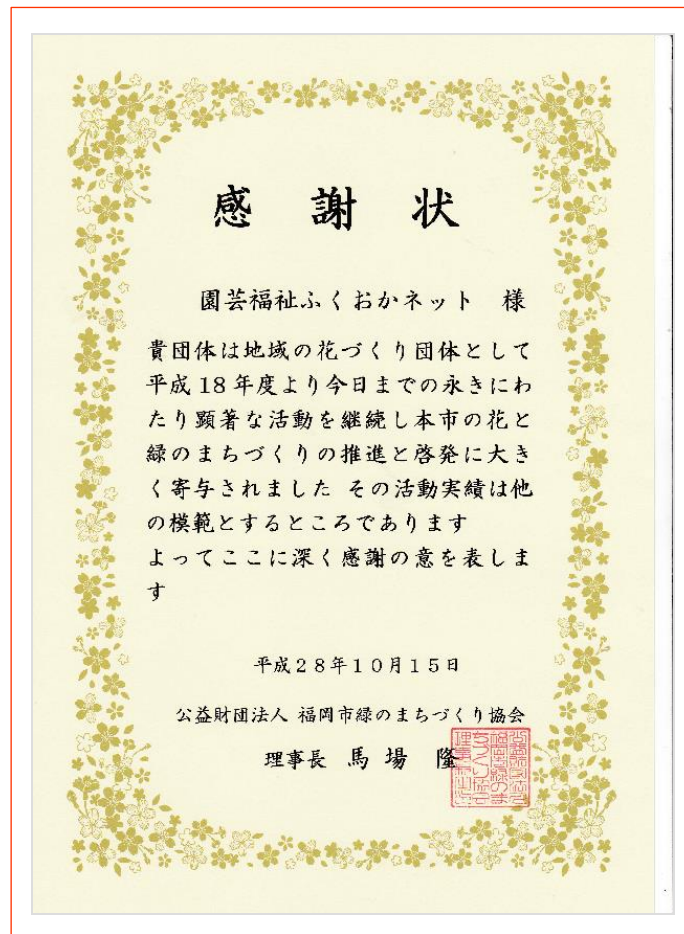 感謝状
園芸福祉ふくおかネット 様
貴団体は地域の花づくり団体として
平成18年度より今日までの永きにわ
たり顕著な活動を継続し本市の花と
緑のまちづくりの推進と啓発に大き
く寄与されました その活動実績は他
の模範とするところであります
よってここに深く感謝の意を表しま
す
平成28年10月15日
公益財団法人 福岡市緑のまちづくり協会
理事長 馬場 隆